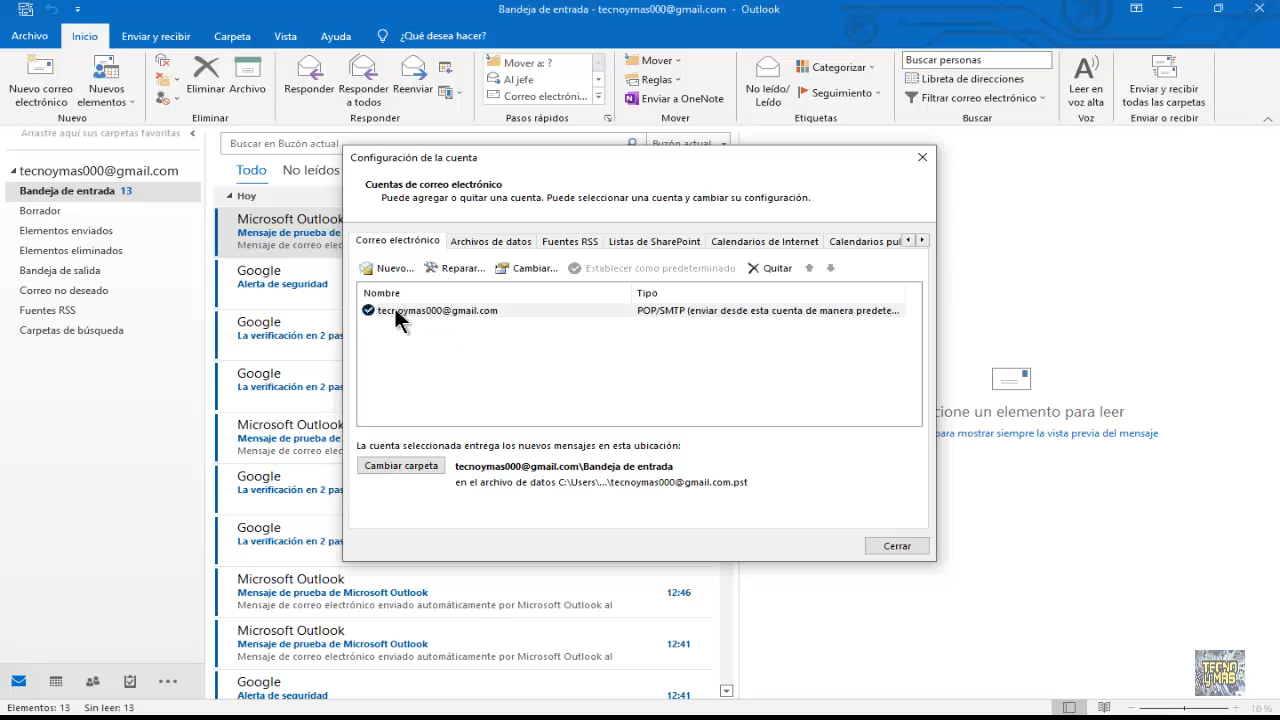 Bandeja de entrada - tecnoymas000@gmail.com - Outlook
Archivo Inicio Enviar y recibir Carpeta Vista Ayuda ¿Qué desea hacer?
Nuevo correo electrónico
Nuevos elementos
Nuevo
Eliminar
Archivo
Eliminar
Responder
Responder a todos
Reenviar
Responder
Mover a: ?
Al jefe
Correo electróni...
Pasos rápidos
Mover
Reglas
Enviar a OneNote
Mover
No leído/ Leído
Categorizar
Seguimiento
Etiquetas
Buscar personas
Libreta de direcciones
Filtrar correo electrónico
Buscar
Leer en voz alta
Voz
Enviar y recibir todas las carpetas
Enviar o recibir
Arrastre aquí sus carpetas favoritas
tecnoymas000@gmail.com
Bandeja de entrada 13
Borrador
Elementos enviados
Elementos eliminados
Bandeja de salida
Correo no deseado
Fuentes RSS
Carpetas de búsqueda
Buscar en Buzón actual
Buzón actual
Todo No leídos
Hoy
Microsoft Outlook
Mensaje de prueba de
Mensaje de correo elec
Google
Alerta de seguridad
Google
La verificación en 2 pas
Google
La verificación en 2 pas
Microsoft Outlook
Mensaje de prueba de
Mensaje de correo elec
Google
La verificación en 2 pas
Google
La verificación en 2 pas
Microsoft Outlook
Mensaje de prueba de Microsoft Outlook 12:46
Mensaje de correo electrónico enviado automáticamente por Microsoft Outlook al
Microsoft Outlook
Mensaje de prueba de Microsoft Outlook 12:41
Mensaje de correo electrónico enviado automáticamente por Microsoft Outlook al
Google
Alerta de seguridad 12:41
Configuración de la cuenta
Cuentas de correo electrónico
Puede agregar o quitar una cuenta. Puede seleccionar una cuenta y cambiar su configuración.
Correo electrónico Archivos de datos Fuentes RSS Listas de SharePoint Calendarios de Internet Calendarios pul
Nuevo... Reparar... Cambiar... Establecer como predeterminado Quitar
Nombre Tipo
tecnoymas000@gmail.com POP/SMTP (enviar desde esta cuenta de manera predete...
La cuenta seleccionada entrega los nuevos mensajes en esta ubicación:
Cambiar carpeta tecnoymas000@gmail.com\Bandeja de entrada
en el archivo de datos C:\Users\...\tecnoymas000@gmail.com.pst
Cerrar
cione un elemento para leer
para mostrar siempre la vista previa del mensaje
TECNO
Y MAS
Elementos: 13 Sin leer: 13
10 %